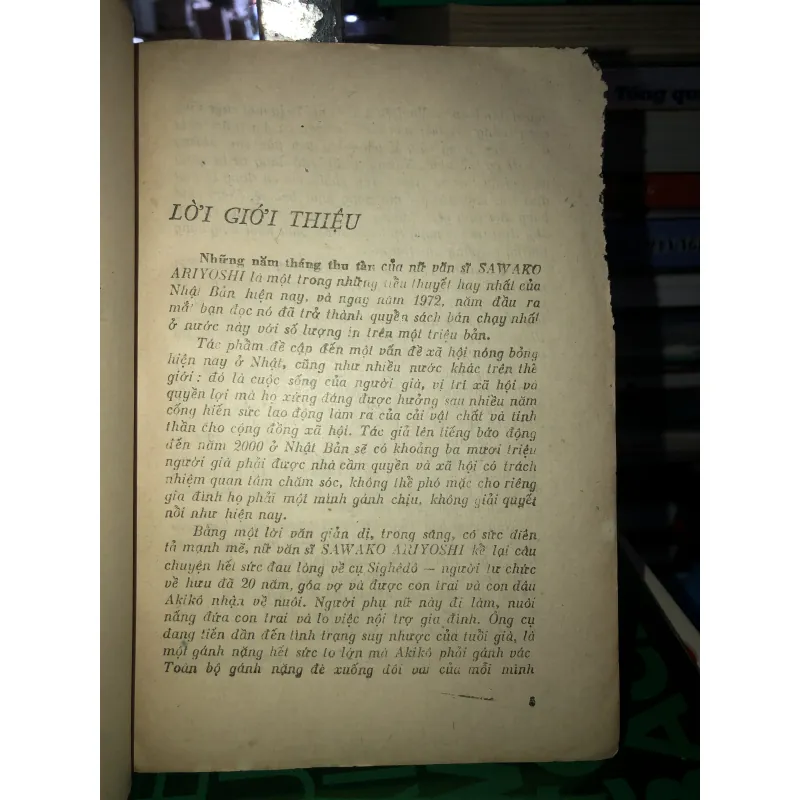 LỜI GIỚI THIỆU
Những năm tháng thu tàn của nữ văn sĩ SAWAKO
ARIYOSHI là một trong những tiểu thuyết hay nhất của
Nhật Bản hiện nay, và ngay năm 1972, năm đầu ra
mắt bạn đọc nó đã trở thành quyền sách bán chạy nhất
ở nước này với số lượng in trên một triệu bản.
Tác phẩm đề cập đến một vấn đề xã hội nóng bỏng
hiện nay ở Nhật, cũng như nhiều nước khác trên thế
giới: đó là cuộc sống của người già, vị trí xã hội và
quyền lợi mà họ xứng đáng được hưởng sau nhiều năm
cống hiến sức lao động làm ra của cải vật chất và tinh
thần cho cộng đồng xã hội. Tác giả lên tiếng báo động
đến năm 2000 ở Nhật Bản sẽ có khoảng ba mươi triệu
người già phải được nhà cầm quyền và xã hội có trách
nhiệm quan tâm chăm sóc, không thể phó mặc cho riêng
gia đình họ phải một mình gánh chịu, không giải quyết
nổi như hiện nay.
Bằng một lời văn giản dị, trong sáng, có sức diễn
tả mạnh mẽ, nữ văn sĩ SAWAKO ARIYOSHI kể lại câu
chuyện hết sức đau lòng về cụ Sighêđô — người tư chức
về hưu đã 20 năm, góa vợ và được con trai và con dâu
Akikô nhận về nuôi. Người phụ nữ này đi làm, nuôi
nấng đứa con trai và lo việc nội trợ gia đình. Ông cụ
đang tiến dần đến tình trạng suy nhược của tuổi già, là
một gánh nặng hết sức to lớn mà Akikô phải gánh vác
Toàn bộ gánh nặng đè xuống đôi vai của mỗi mình
5
Tổng qu